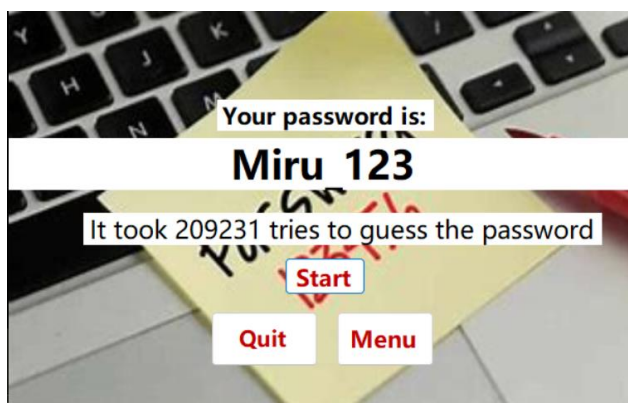 Your password is:
Miru_123
It took 209231 tries to guess the password
Start
Quit
Menu